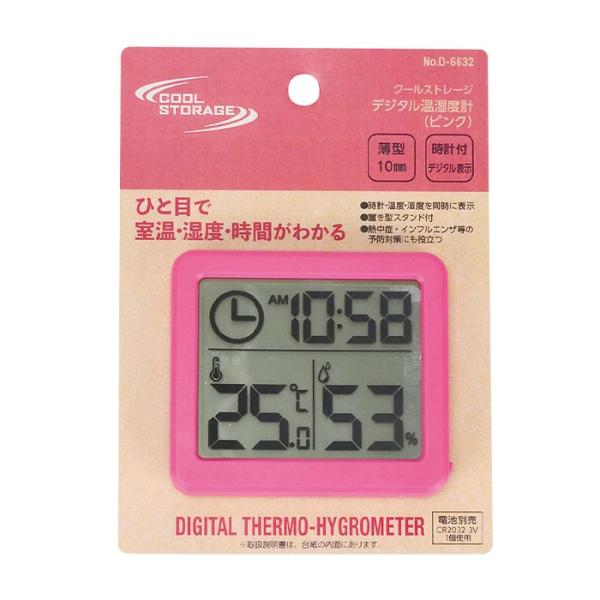 No.D-6632
COOL
STORAGE
クールストレージ
デジタル温湿度計
(ピンク)
薄型
10mm
時計付
デジタル表示
ひと目で
室温・湿度・時間がわかる
●時計・温度・湿度を同時に表示
●置き型スタンド付
●熱中症・インフルエンザ等の
予防対策にも役立つ
AM 10:58
25.0℃
53%
DIGITAL THERMO-HYGROMETER
※取扱説明書は、台紙の内面にあります。
電池別売
CR2032 3V
1個使用